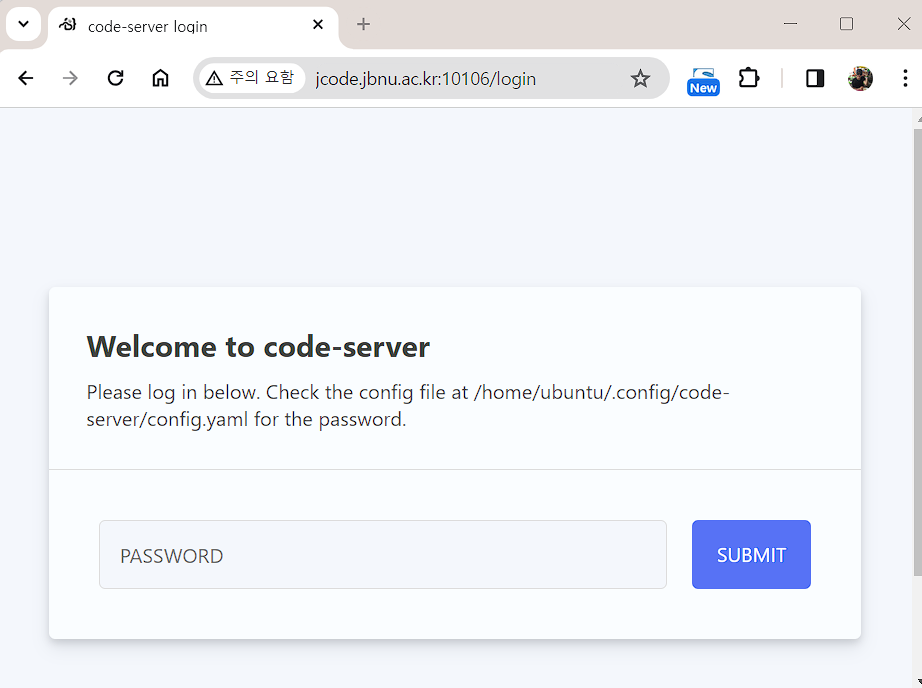 code-server login
주의 요함
jcode.jbnu.ac.kr:10106/login
New
Welcome to code-server
Please log in below. Check the config file at /home/ubuntu/.config/code-
server/config.yaml for the password.
PASSWORD
SUBMIT